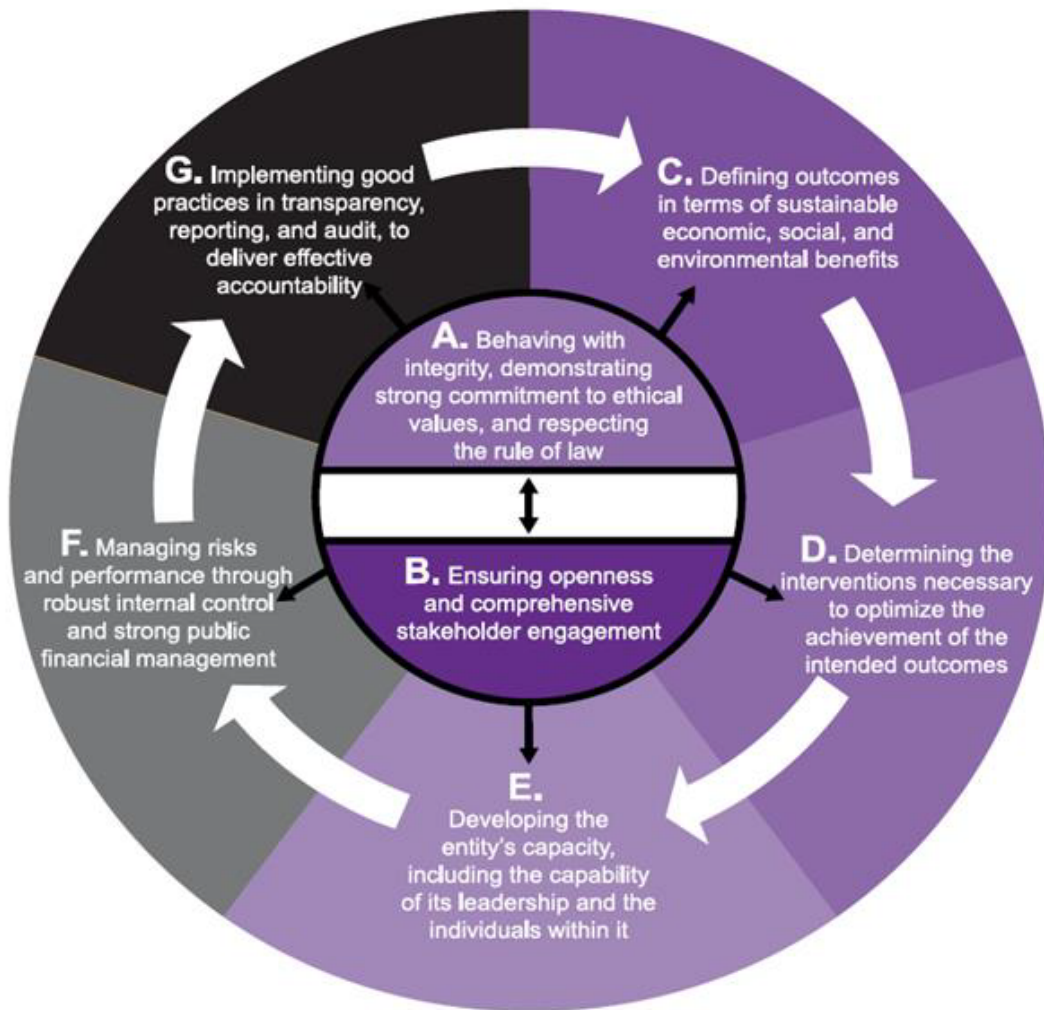 A. Behaving with
integrity, demonstrating
strong commitment to ethical
values, and respecting
the rule of law
B. Ensuring openness
and comprehensive
stakeholder engagement
C. Defining outcomes
in terms of sustainable
economic, social, and
environmental benefits
D. Determining the
interventions necessary
to optimize the
achievement of the
intended outcomes
E.
Developing the
entity's capacity,
including the capability
of its leadership and the
individuals within it
F. Managing risks
and performance through
robust internal control
and strong public
financial management
G. Implementing good
practices in transparency,
reporting, and audit, to
deliver effective
accountability